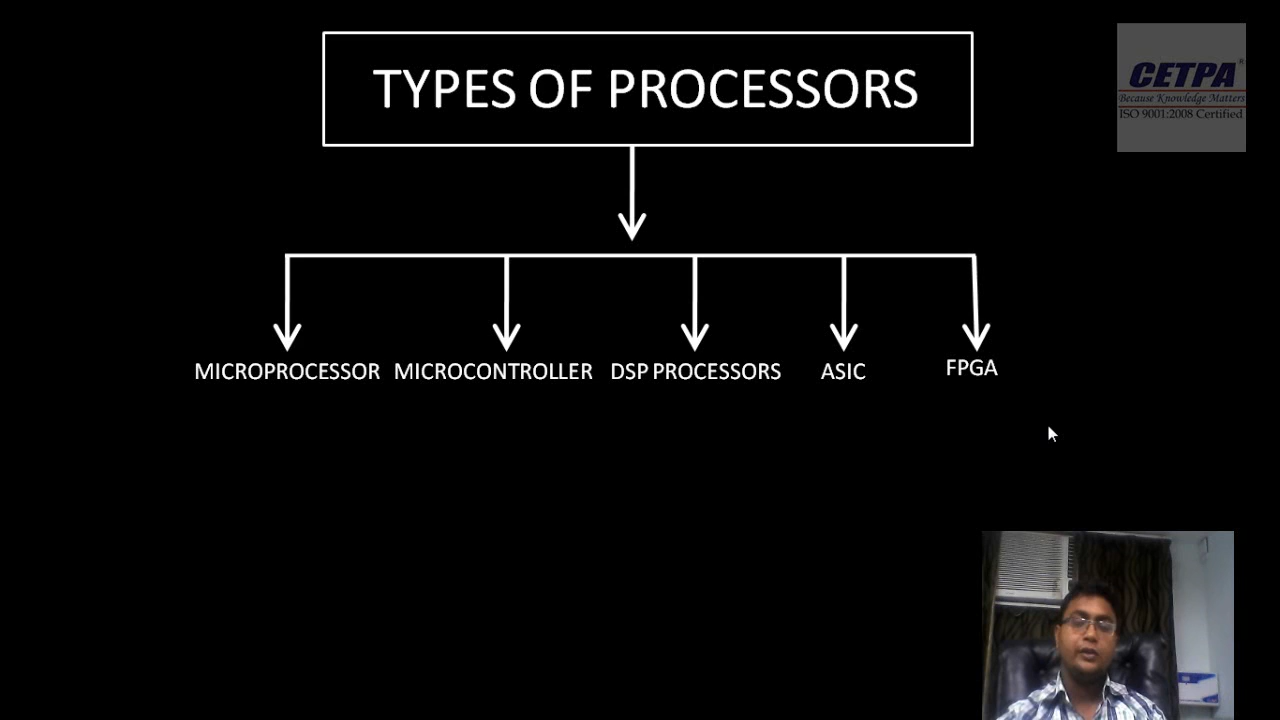 TYPES OF PROCESSORS
CETPA®
Because Knowledge Matters
ISO 9001:2008 Certified
MICROPROCESSOR MICROCONTROLLER DSP PROCESSORS ASIC FPGA